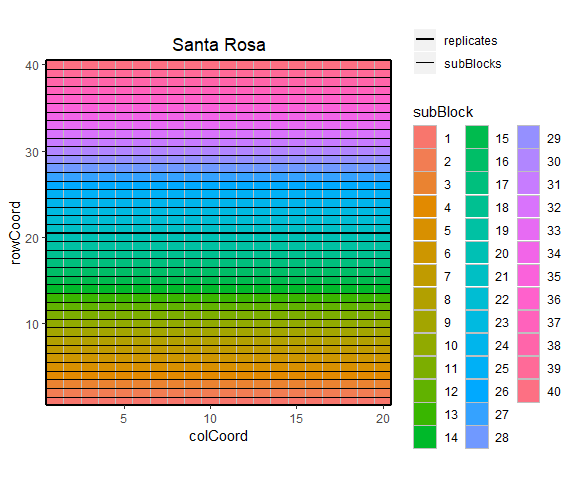 Santa Rosa
replicates
subBlocks
subBlock
1 15 29
2 16 30
3 17 31
4 18 32
5 19 33
6 20 34
7 21 35
8 22 36
9 23 37
10 24 38
11 25 39
12 26 40
13 27
14 28
rowCoord
40
30
20
10
5 10 15 20
colCoord